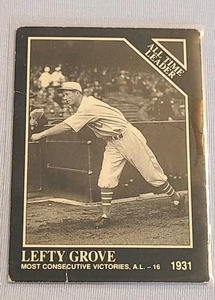 ALL TIME
LEADER
LEFTY GROVE
MOST CONSECUTIVE VICTORIES, A.L. – 16 1931